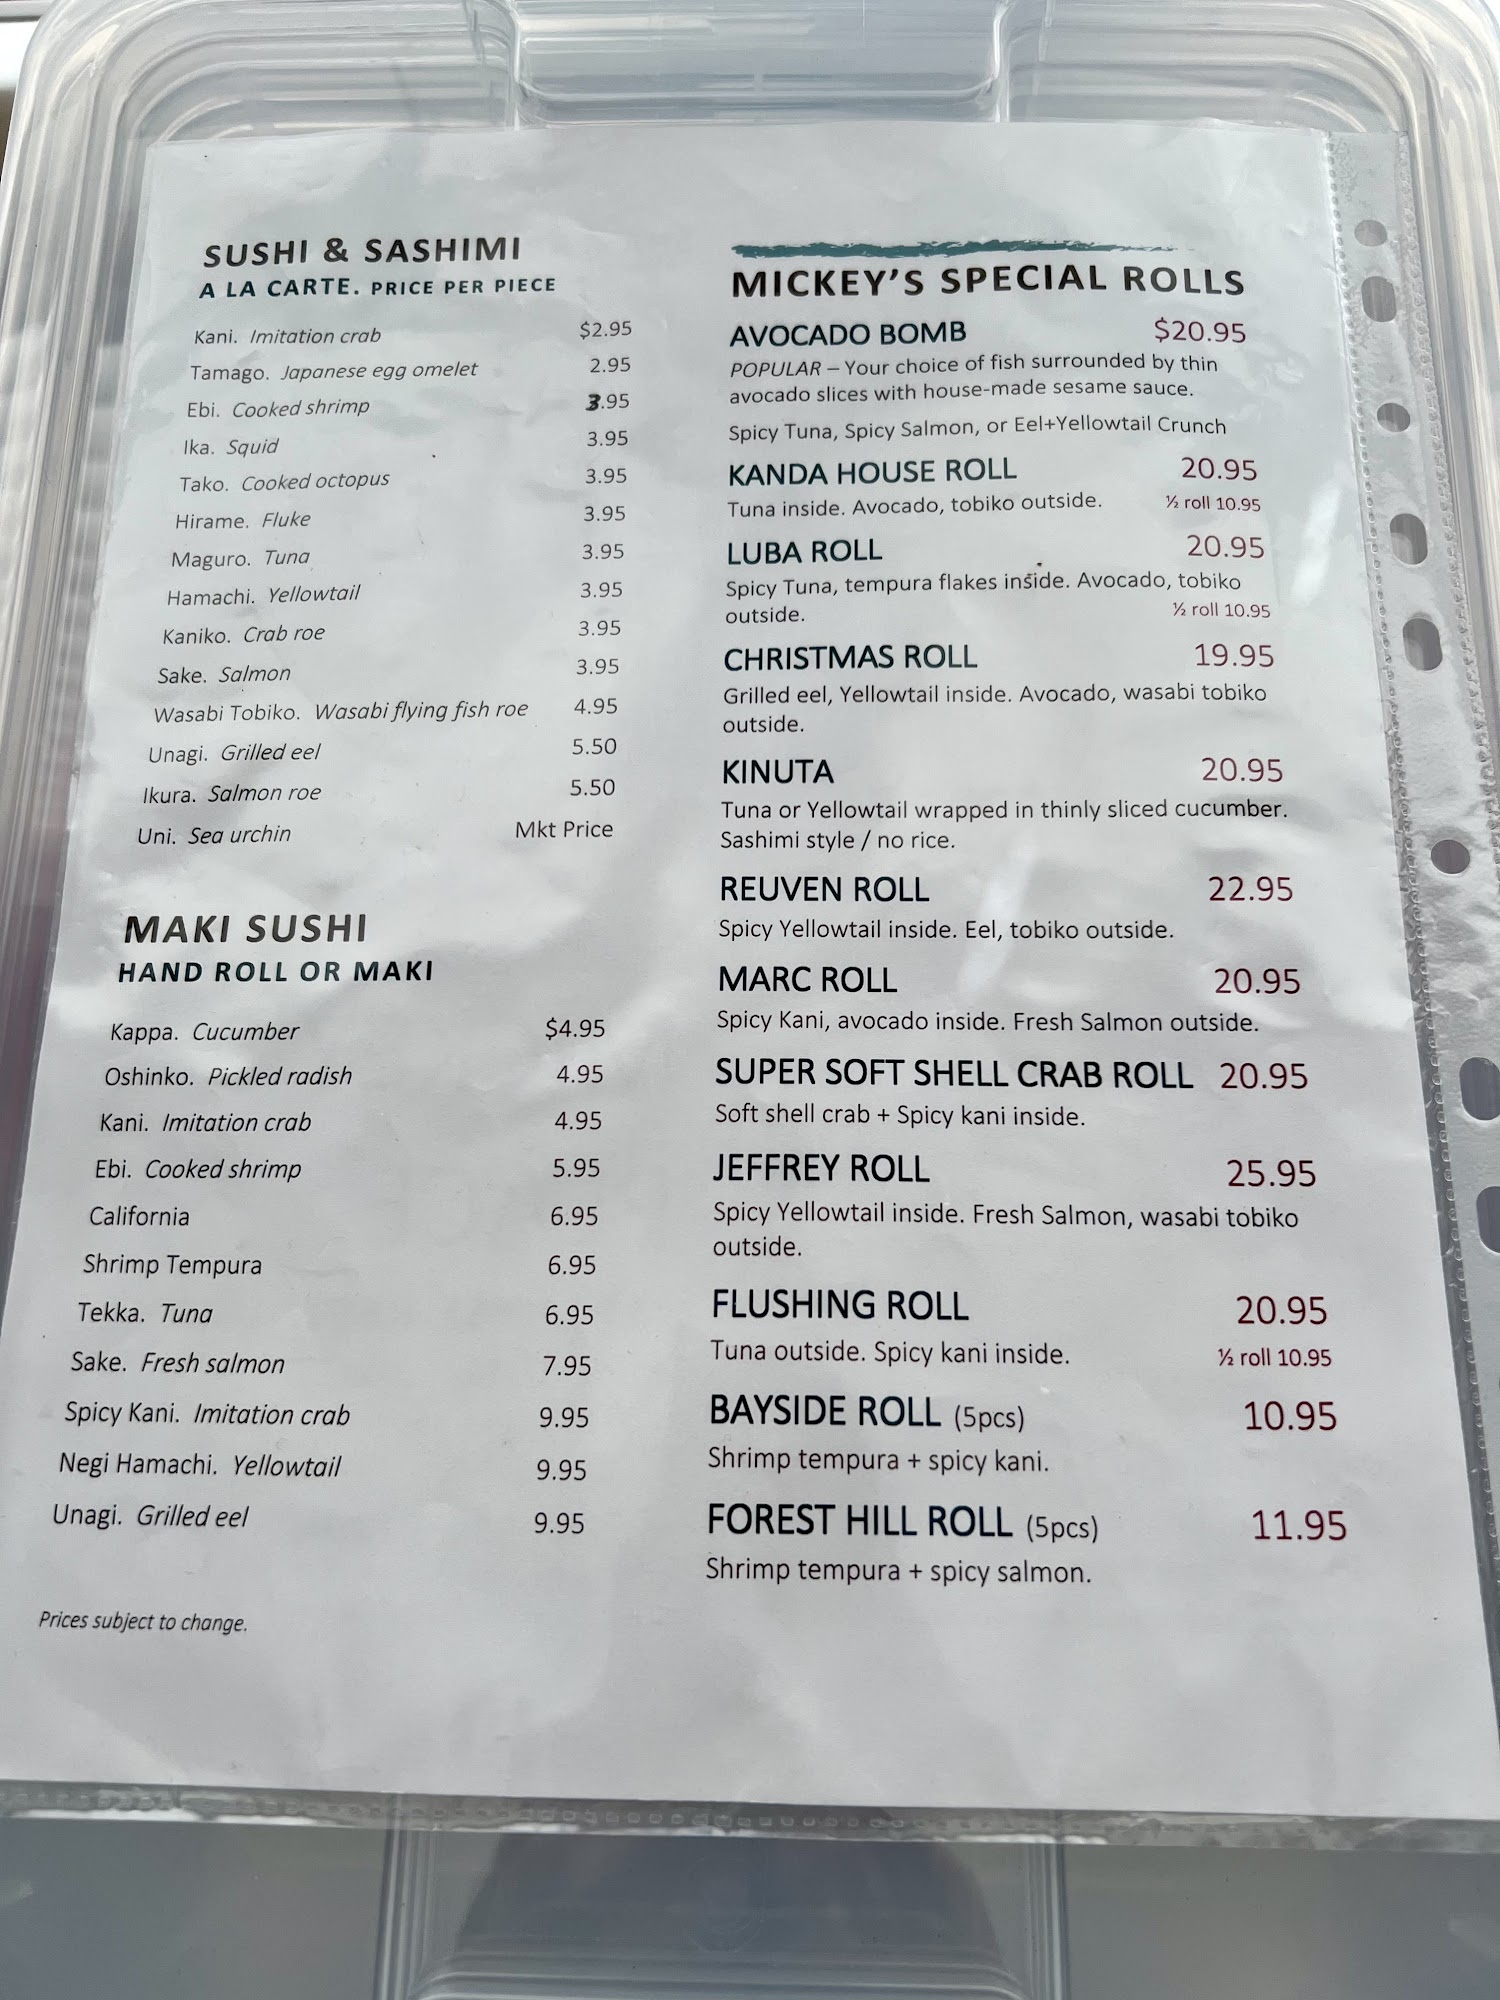 SUSHI & SASHIMI
A LA CARTE. PRICE PER PIECE
Kani. Imitation crab $2.95
Tamago. Japanese egg omelet 2.95
Ebi. Cooked shrimp 3.95
Ika. Squid 3.95
Tako. Cooked octopus 3.95
Hirame. Fluke 3.95
Maguro. Tuna 3.95
Hamachi. Yellowtail 3.95
Kaniko. Crab roe 3.95
Sake. Salmon 3.95
Wasabi Tobiko. Wasabi flying fish roe 4.95
Unagi. Grilled eel 5.50
Ikura. Salmon roe 5.50
Uni. Sea urchin Mkt Price
MAKI SUSHI
HAND ROLL OR MAKI
Kappa. Cucumber $4.95
Oshinko. Pickled radish 4.95
Kani. Imitation crab 4.95
Ebi. Cooked shrimp 5.95
California 6.95
Shrimp Tempura 6.95
Tekka. Tuna 6.95
Sake. Fresh salmon 7.95
Spicy Kani. Imitation crab 9.95
Negi Hamachi. Yellowtail 9.95
Unagi. Grilled eel 9.95
Prices subject to change.
MICKEY'S SPECIAL ROLLS
AVOCADO BOMB $20.95
POPULAR – Your choice of fish surrounded by thin
avocado slices with house-made sesame sauce.
Spicy Tuna, Spicy Salmon, or Eel+Yellowtail Crunch
KANDA HOUSE ROLL 20.95
Tuna inside. Avocado, tobiko outside. ½ roll 10.95
LUBA ROLL 20.95
Spicy Tuna, tempura flakes inside. Avocado, tobiko
outside. ½ roll 10.95
CHRISTMAS ROLL 19.95
Grilled eel, Yellowtail inside. Avocado, wasabi tobiko
outside.
KINUTA 20.95
Tuna or Yellowtail wrapped in thinly sliced cucumber.
Sashimi style / no rice.
REUVEN ROLL 22.95
Spicy Yellowtail inside. Eel, tobiko outside.
MARC ROLL 20.95
Spicy Kani, avocado inside. Fresh Salmon outside.
SUPER SOFT SHELL CRAB ROLL 20.95
Soft shell crab + Spicy kani inside.
JEFFREY ROLL 25.95
Spicy Yellowtail inside. Fresh Salmon, wasabi tobiko
outside.
FLUSHING ROLL 20.95
Tuna outside. Spicy kani inside. ½ roll 10.95
BAYSIDE ROLL (5pcs) 10.95
Shrimp tempura + spicy kani.
FOREST HILL ROLL (5pcs) 11.95
Shrimp tempura + spicy salmon.